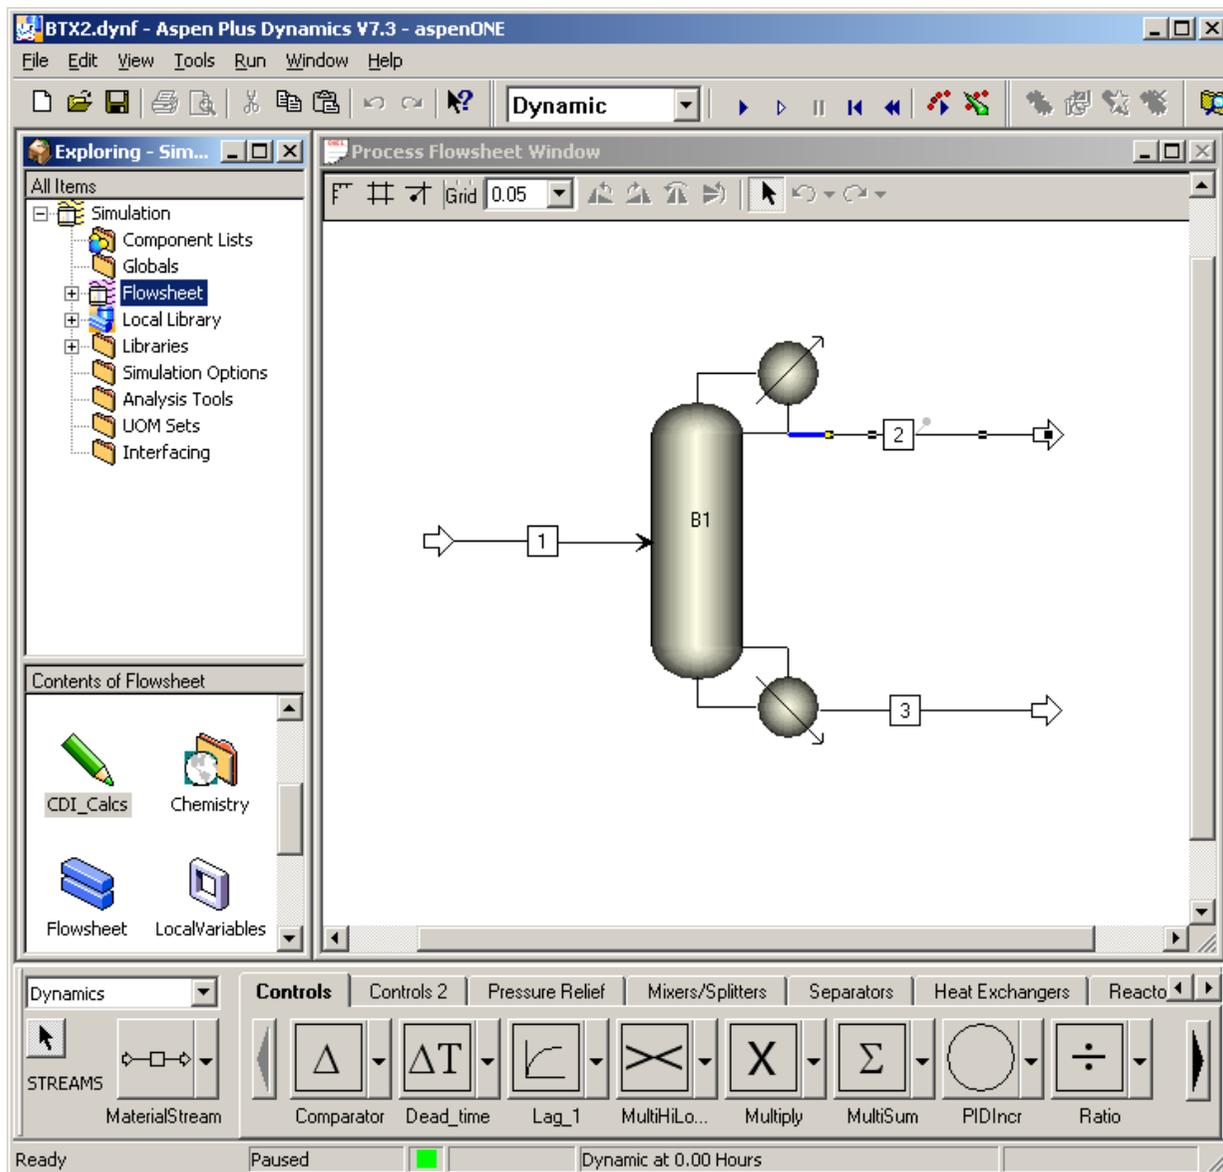 BTX2.dynf - Aspen Plus Dynamics V7.3 - aspenONE
File Edit View Tools Run Window Help
Dynamic
Exploring - Sim...
Process Flowsheet Window
All Items
Grid 0.05
Simulation
Component Lists
Globals
Flowsheet
Local Library
Libraries
Simulation Options
Analysis Tools
UOM Sets
Interfacing
2
B1
1
3
Contents of Flowsheet
CDI_Calcs Chemistry
Flowsheet LocalVariables
Dynamics
Controls Controls 2 Pressure Relief Mixers/Splitters Separators Heat Exchangers Reacto
Δ ΔT X Σ ÷
STREAMS
MaterialStream Comparator Dead_time Lag_1 MultiHiLo... Multiply MultiSum PIDIncr Ratio
Ready Paused Dynamic at 0.00 Hours